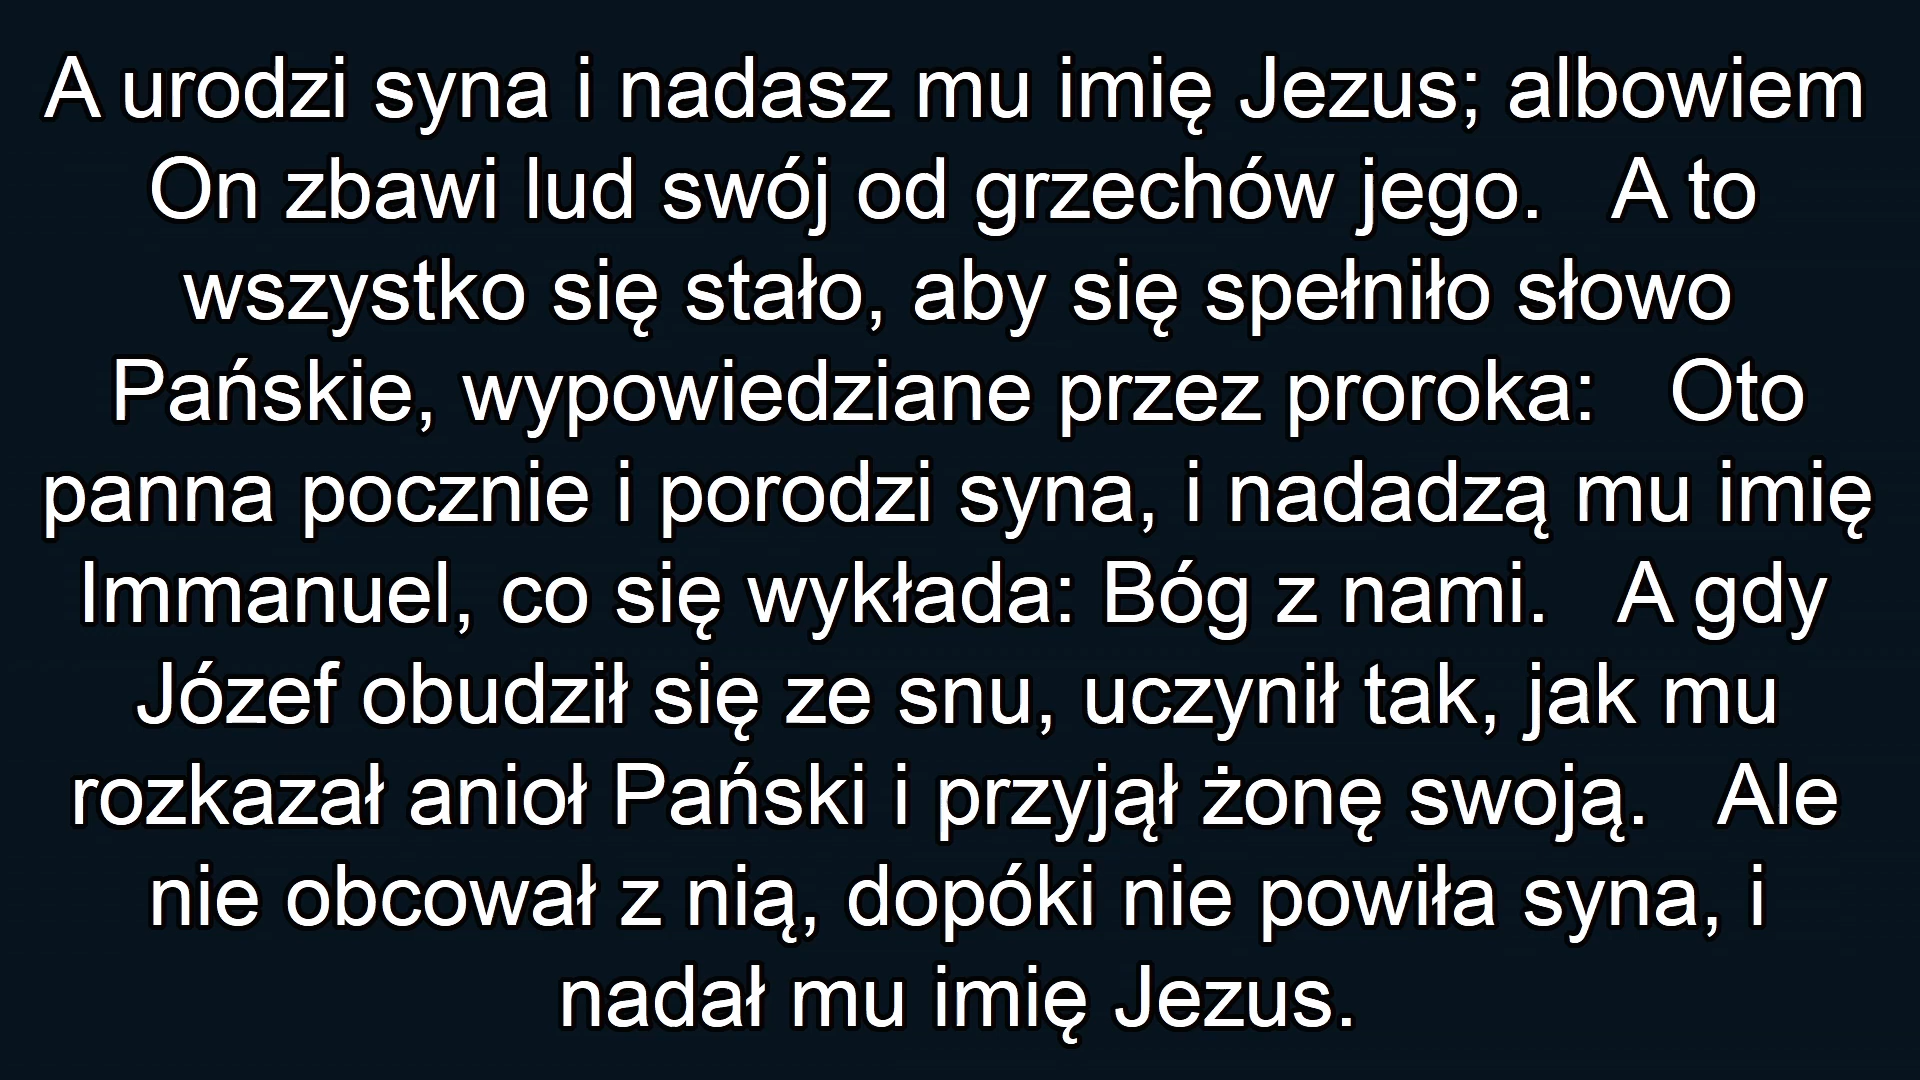 A urodzi syna i nadasz mu imię Jezus; albowiem
On zbawi lud swój od grzechów jego.   A to
wszystko się stało, aby się spełniło słowo
Pańskie, wypowiedziane przez proroka:   Oto
panna pocznie i porodzi syna, i nadadzą mu imię
Immanuel, co się wykłada: Bóg z nami.   A gdy
Józef obudził się ze snu, uczynił tak, jak mu
rozkazał anioł Pański i przyjął żonę swoją.   Ale
nie obcował z nią, dopóki nie powiła syna, i
nadał mu imię Jezus.